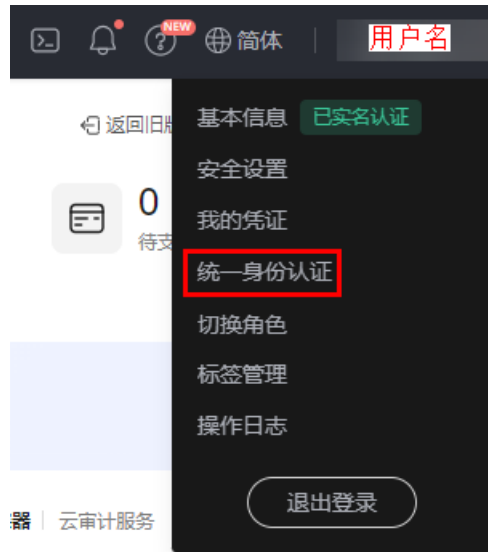 NEW
简体
用户名
返回旧
基本信息 已实名认证
安全设置
0
我的凭证
待支
统一身份认证
切换角色
标签管理
操作日志
退出登录
器 云审计服务